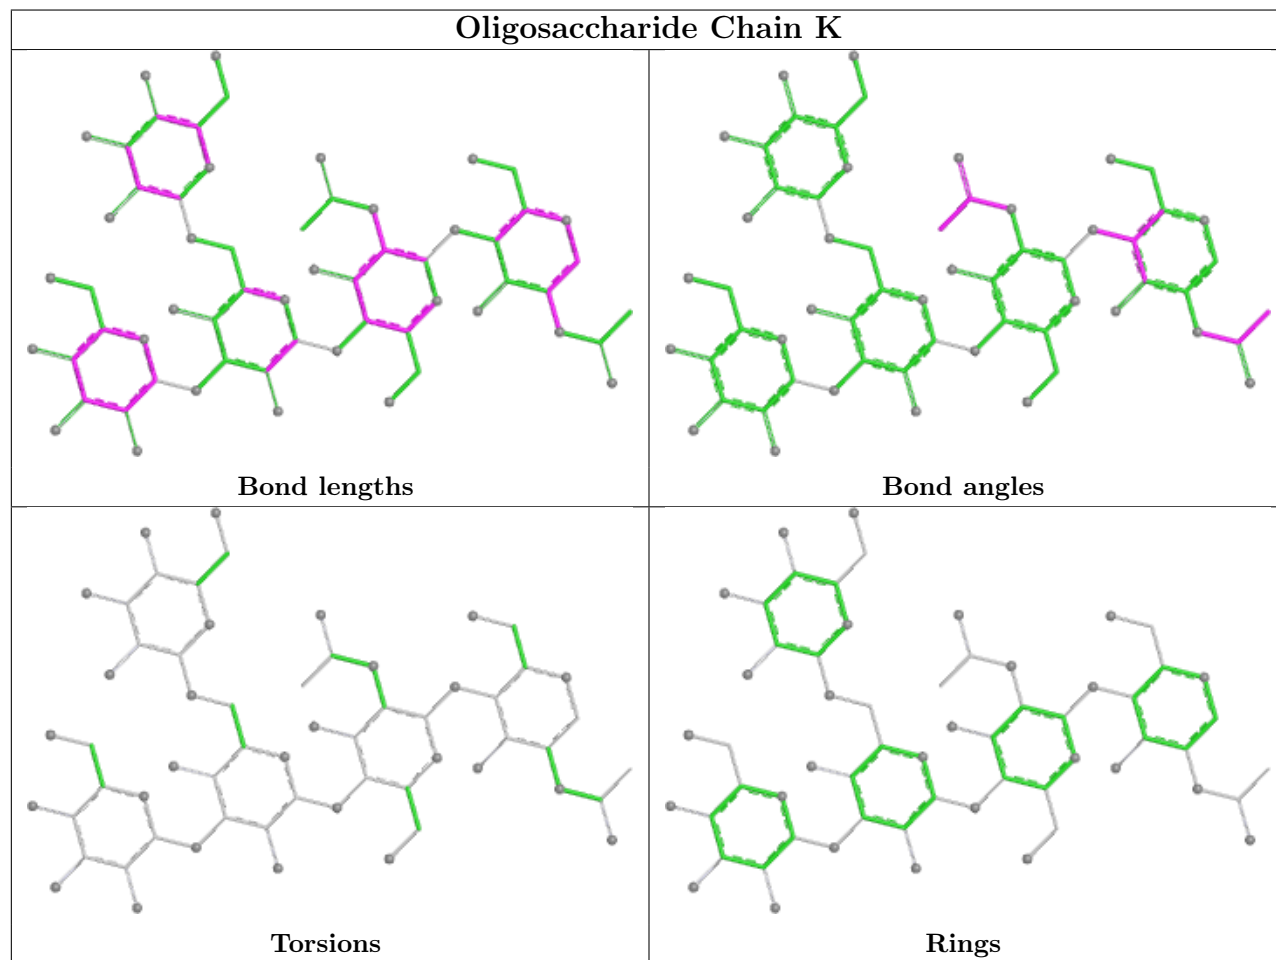 Oligosaccharide Chain K
Bond lengths
Bond angles
Torsions
Rings